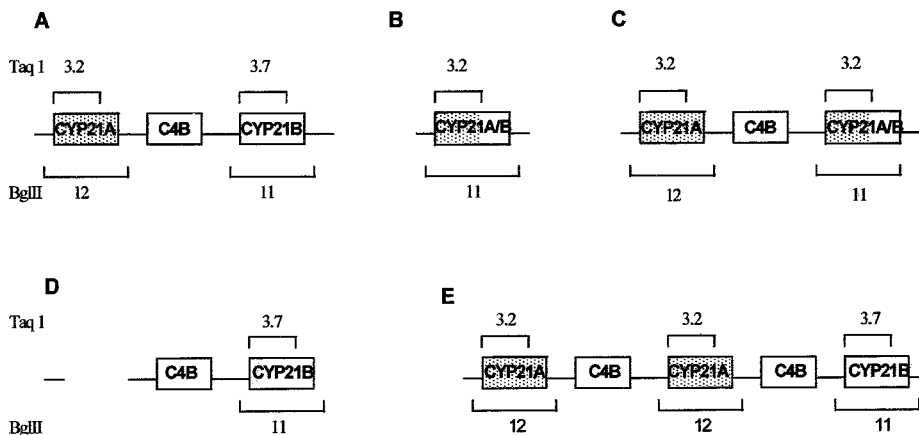 A B C
Taq 1 3.2 3.7 3.2 3.2 3.2
CYP21A C4B CYP21B CYP21A/B CYP21A C4B CYP21A/B
BglII 12 11 11 12 11
D E
Taq 1 3.7 3.2 3.2 3.7
C4B CYP21B CYP21A C4B CYP21A C4B CYP21B
BglII 11 12 12 11